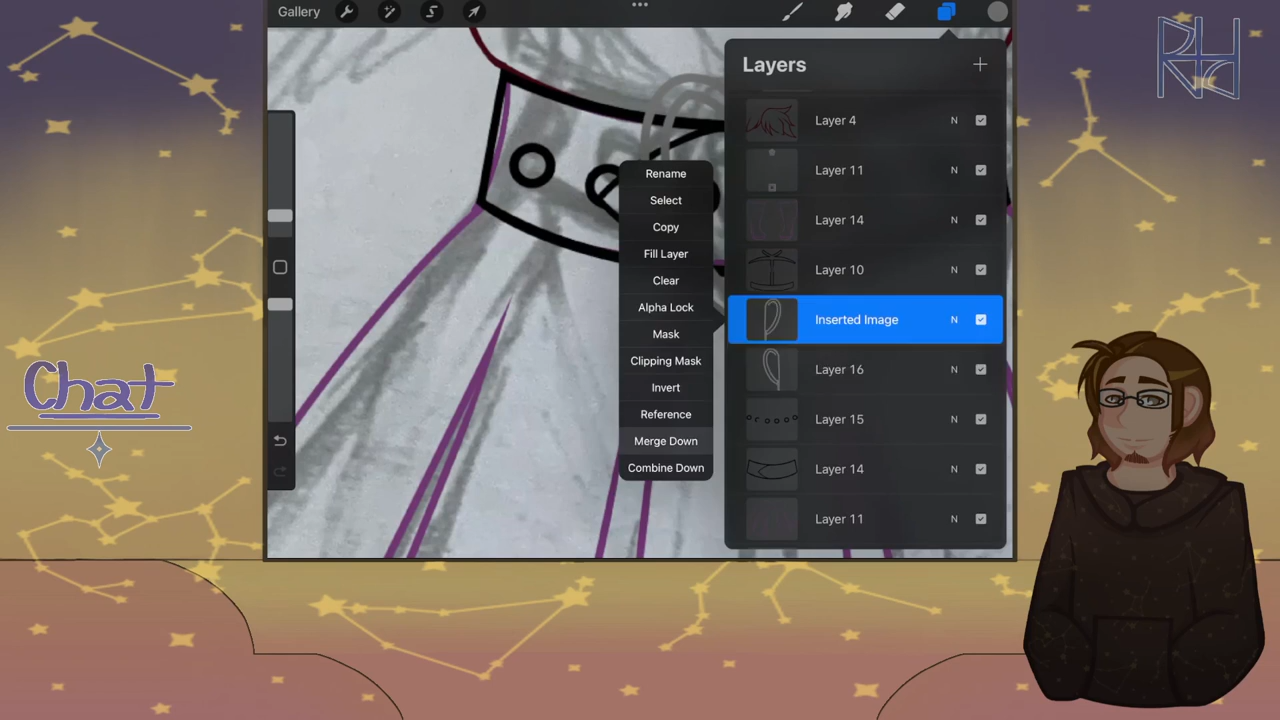 Gallery
Layers
Layer 4 N
Layer 11 N
Rename
Select
Layer 14 N
Copy
Fill Layer
Layer 10 N
Clear
Alpha Lock
Inserted Image N
Mask
Clipping Mask
Layer 16 N
Invert
Reference
Layer 15 N
Merge Down
Combine Down
Layer 14 N
Layer 11 N
Chat